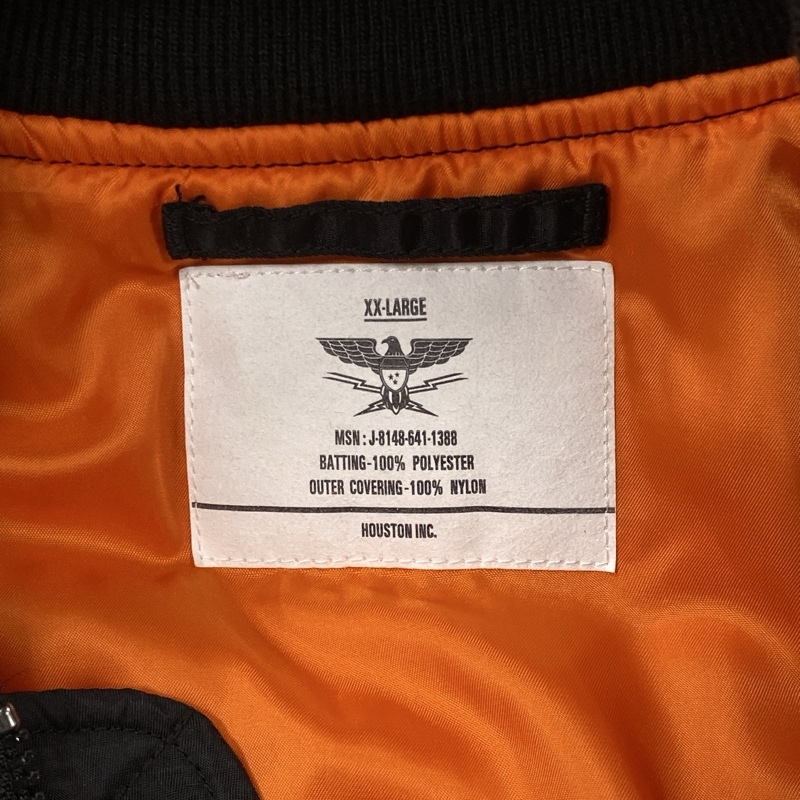 XX-LARGE
MSN : J-8148-641-1388
BATTING-100% POLYESTER
OUTER COVERING-100% NYLON
HOUSTON INC.